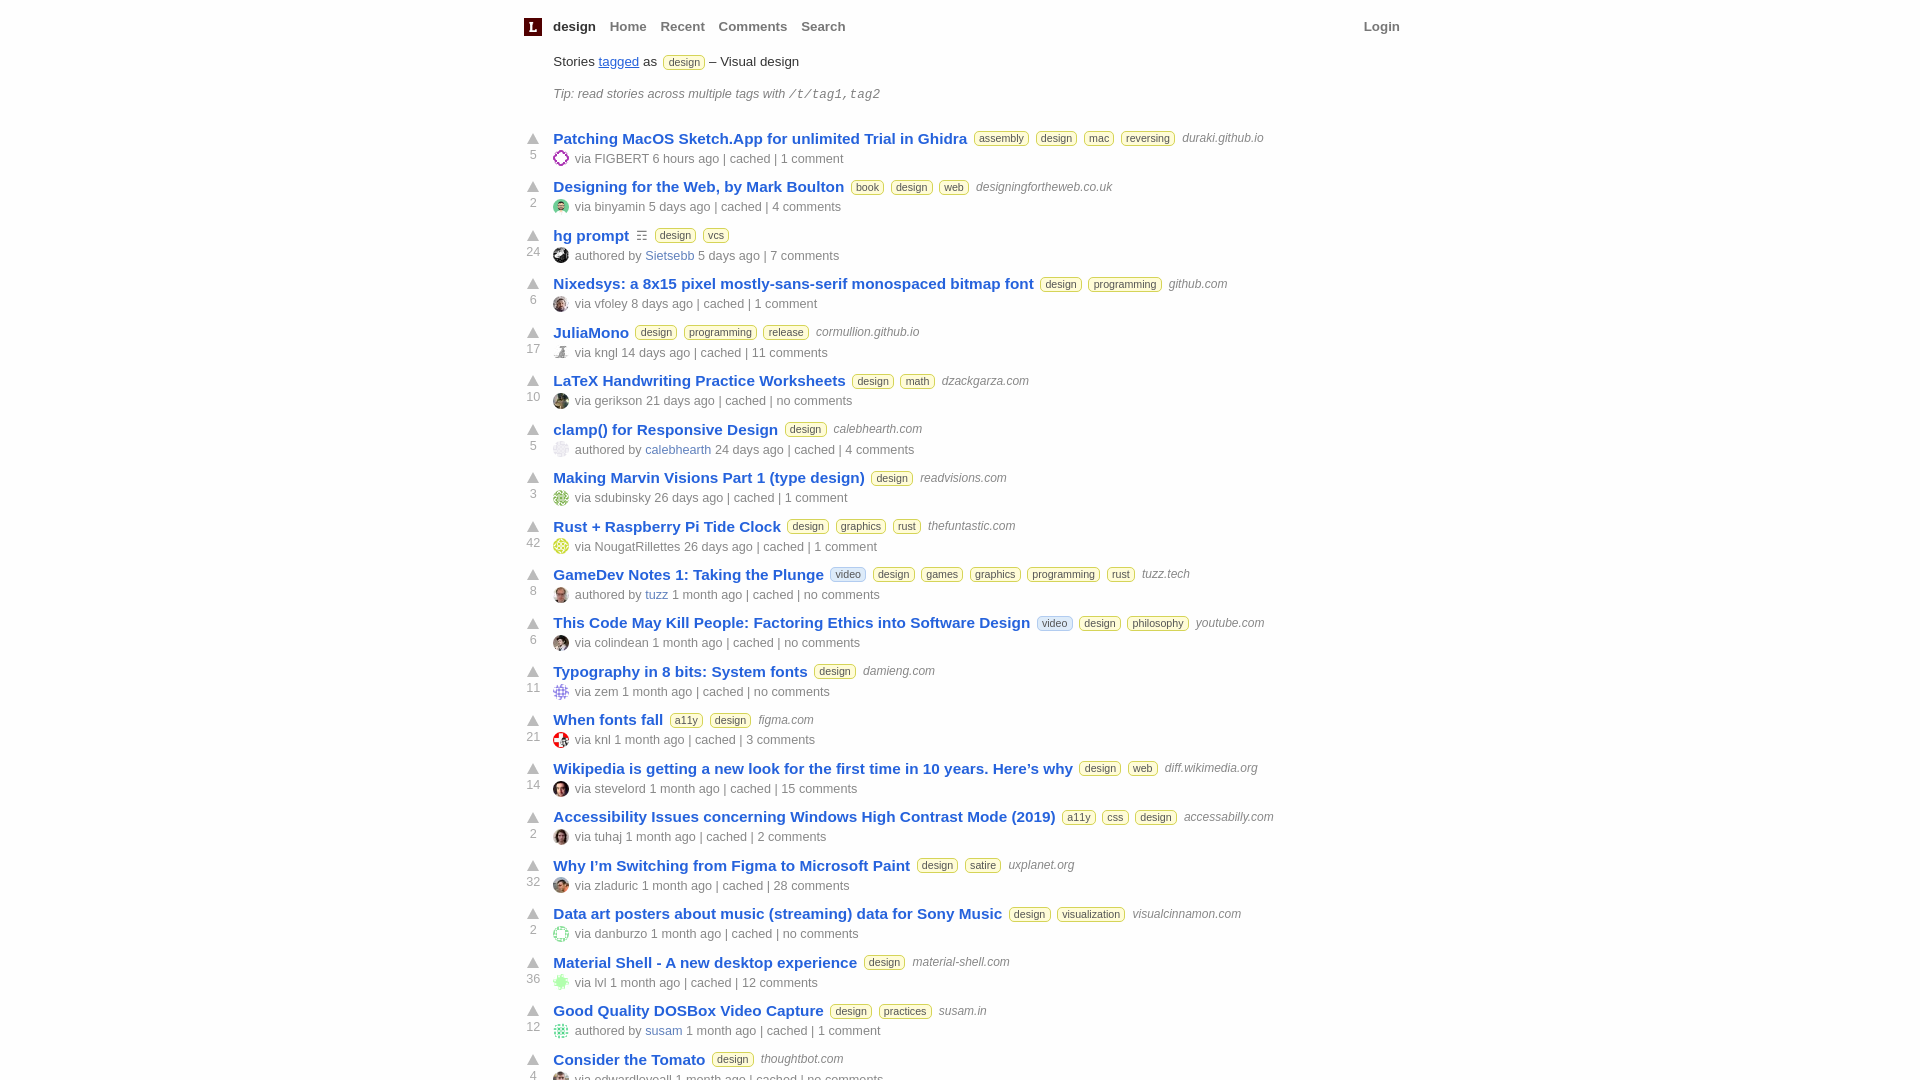 L design Home Recent Comments Search Login
Stories tagged as design – Visual design
Tip: read stories across multiple tags with /t/tag1,tag2
Patching MacOS Sketch.App for unlimited Trial in Ghidra assembly design mac reversing duraki.github.io
5 via FIGBERT 6 hours ago | cached | 1 comment
Designing for the Web, by Mark Boulton book design web designingfortheweb.co.uk
2 via binyamin 5 days ago | cached | 4 comments
hg prompt ☶ design vcs
24 authored by Sietsebb 5 days ago | 7 comments
Nixedsys: a 8x15 pixel mostly-sans-serif monospaced bitmap font design programming github.com
6 via vfoley 8 days ago | cached | 1 comment
JuliaMono design programming release cormullion.github.io
17 via kngl 14 days ago | cached | 11 comments
LaTeX Handwriting Practice Worksheets design math dzackgarza.com
10 via gerikson 21 days ago | cached | no comments
clamp() for Responsive Design design calebhearth.com
5 authored by calebhearth 24 days ago | cached | 4 comments
Making Marvin Visions Part 1 (type design) design readvisions.com
3 via sdubinsky 26 days ago | cached | 1 comment
Rust + Raspberry Pi Tide Clock design graphics rust thefuntastic.com
42 via NougatRillettes 26 days ago | cached | 1 comment
GameDev Notes 1: Taking the Plunge video design games graphics programming rust tuzz.tech
8 authored by tuzz 1 month ago | cached | no comments
This Code May Kill People: Factoring Ethics into Software Design video design philosophy youtube.com
6 via colindean 1 month ago | cached | no comments
Typography in 8 bits: System fonts design damieng.com
11 via zem 1 month ago | cached | no comments
When fonts fall a11y design figma.com
21 via knl 1 month ago | cached | 3 comments
Wikipedia is getting a new look for the first time in 10 years. Here’s why design web diff.wikimedia.org
14 via stevelord 1 month ago | cached | 15 comments
Accessibility Issues concerning Windows High Contrast Mode (2019) a11y css design accessabilly.com
2 via tuhaj 1 month ago | cached | 2 comments
Why I’m Switching from Figma to Microsoft Paint design satire uxplanet.org
32 via zladuric 1 month ago | cached | 28 comments
Data art posters about music (streaming) data for Sony Music design visualization visualcinnamon.com
2 via danburzo 1 month ago | cached | no comments
Material Shell - A new desktop experience design material-shell.com
36 via lvl 1 month ago | cached | 12 comments
Good Quality DOSBox Video Capture design practices susam.in
12 authored by susam 1 month ago | cached | 1 comment
Consider the Tomato design thoughtbot.com
4 via edwardloveall 1 month ago | cached | no comments